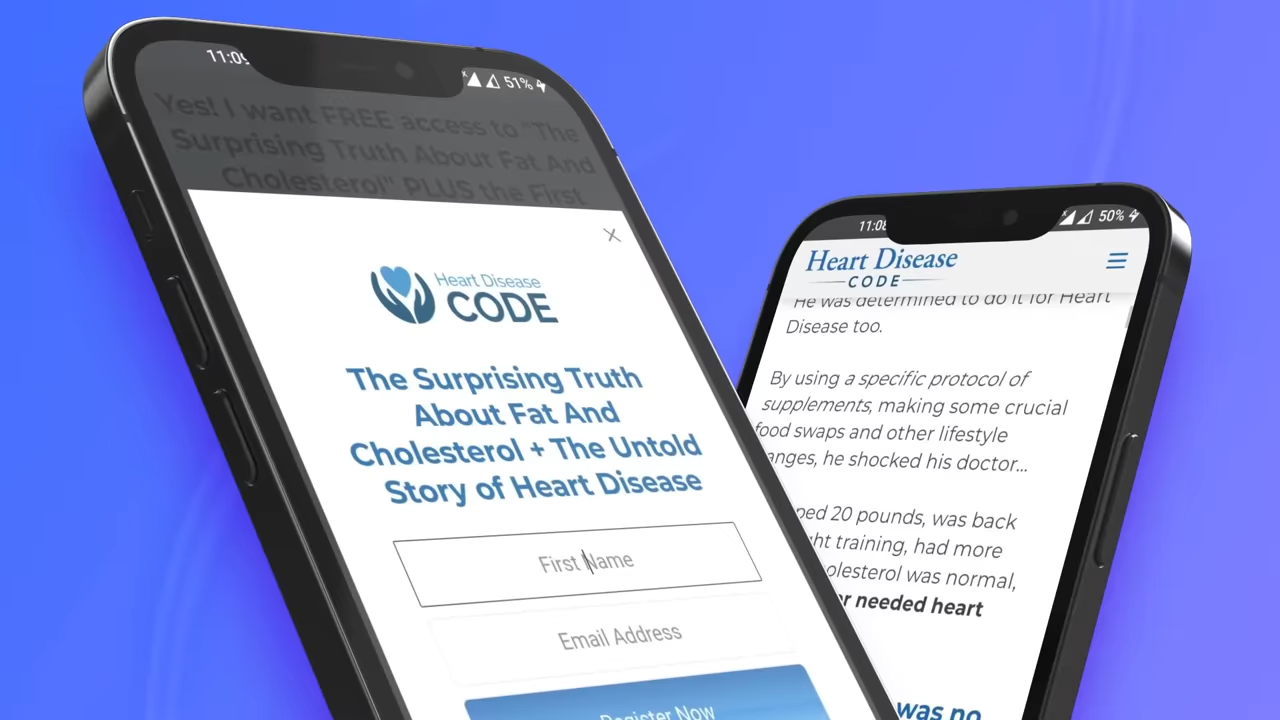 11:09
51%
Yes! I want FREE access to "The
Surprising Truth About Fat And
Cholesterol" PLUS the First
Heart Disease
CODE
The Surprising Truth
About Fat And
Cholesterol + The Untold
Story of Heart Disease
First Name
Email Address
Register Now
11:08
50%
Heart Disease
CODE
He was determined to do it for Heart
Disease too.
By using a specific protocol of
supplements, making some crucial
food swaps and other lifestyle
anges, he shocked his doctor...
ped 20 pounds, was back
ght training, had more
olesterol was normal,
r needed heart
was no